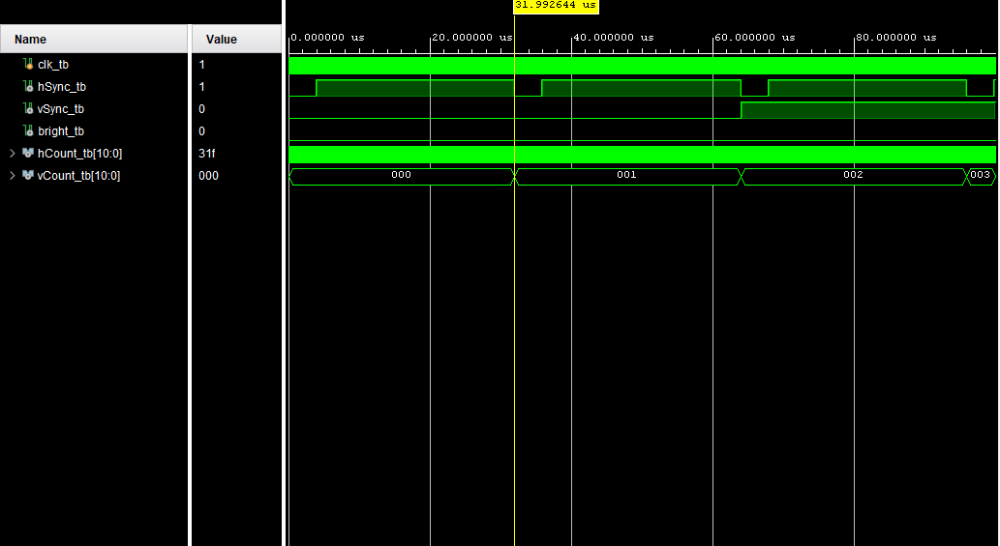 31.992644 us
Name Value
0.000000 us 20.000000 us 40.000000 us 60.000000 us 80.000000 us
clk_tb 1
hSync_tb 1
vSync_tb 0
bright_tb 0
hCount_tb[10:0] 31f
vCount_tb[10:0] 000 000 001 002 003